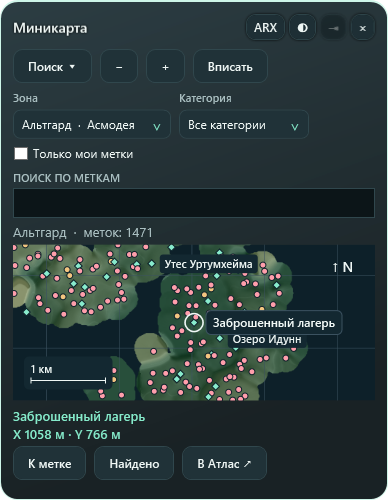 Миникарта ARX ◐ ⇥ ×
Поиск ▾ − + Вписать
Зона Категория
Альтгард · Асмодея ˅ Все категории ˅
Только мои метки
ПОИСК ПО МЕТКАМ
Альтгард · меток: 1471
Утес Уртумхейма ↑ N
Заброшенный лагерь
Озеро Идунн
1 км
Заброшенный лагерь
X 1058 м · Y 766 м
К метке Найдено В Атлас ↗